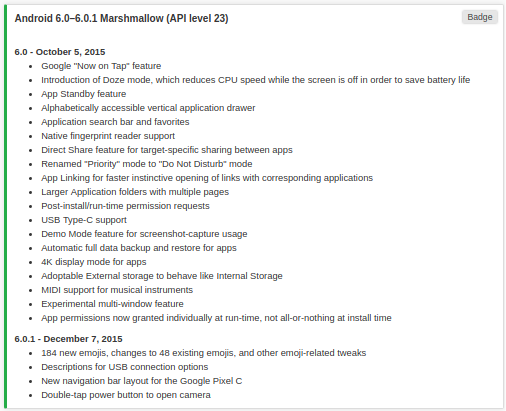 Android 6.0–6.0.1 Marshmallow (API level 23)
Badge
6.0 - October 5, 2015
Google "Now on Tap" feature
Introduction of Doze mode, which reduces CPU speed while the screen is off in order to save battery life
App Standby feature
Alphabetically accessible vertical application drawer
Application search bar and favorites
Native fingerprint reader support
Direct Share feature for target-specific sharing between apps
Renamed "Priority" mode to "Do Not Disturb" mode
App Linking for faster instinctive opening of links with corresponding applications
Larger Application folders with multiple pages
Post-install/run-time permission requests
USB Type-C support
Demo Mode feature for screenshot-capture usage
Automatic full data backup and restore for apps
4K display mode for apps
Adoptable External storage to behave like Internal Storage
MIDI support for musical instruments
Experimental multi-window feature
App permissions now granted individually at run-time, not all-or-nothing at install time
6.0.1 - December 7, 2015
184 new emojis, changes to 48 existing emojis, and other emoji-related tweaks
Descriptions for USB connection options
New navigation bar layout for the Google Pixel C
Double-tap power button to open camera